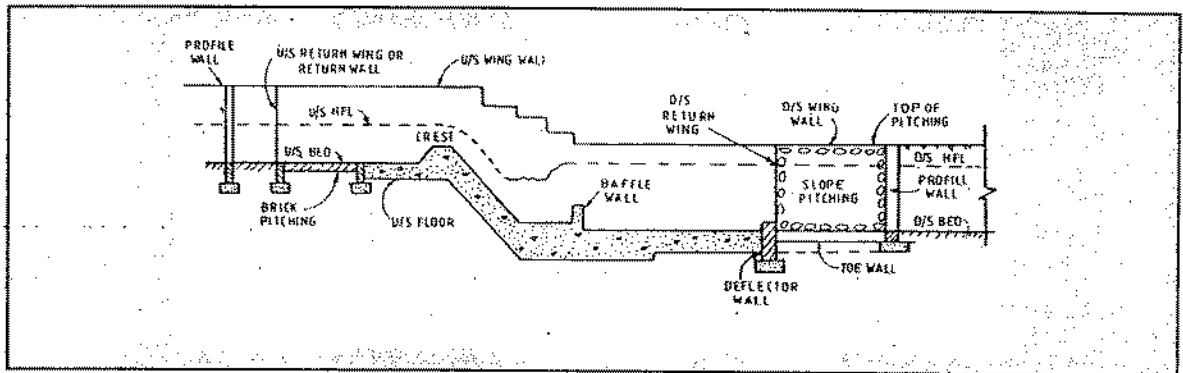 PROFILE
WALL
U/S RETURN WING OR
RETURN WALL
U/S WING WALL
U/S HFL
CREST
U/S BED
BRICK
PITCHING
U/S FLOOR
BAFFLE
WALL
D/S
RETURN
WING
D/S WING
WALL
TOP OF
PITCHING
D/S HFL
SLOPE
PITCHING
PROFILL
WALL
D/S BED
TOE WALL
DEFLECTOR
WALL